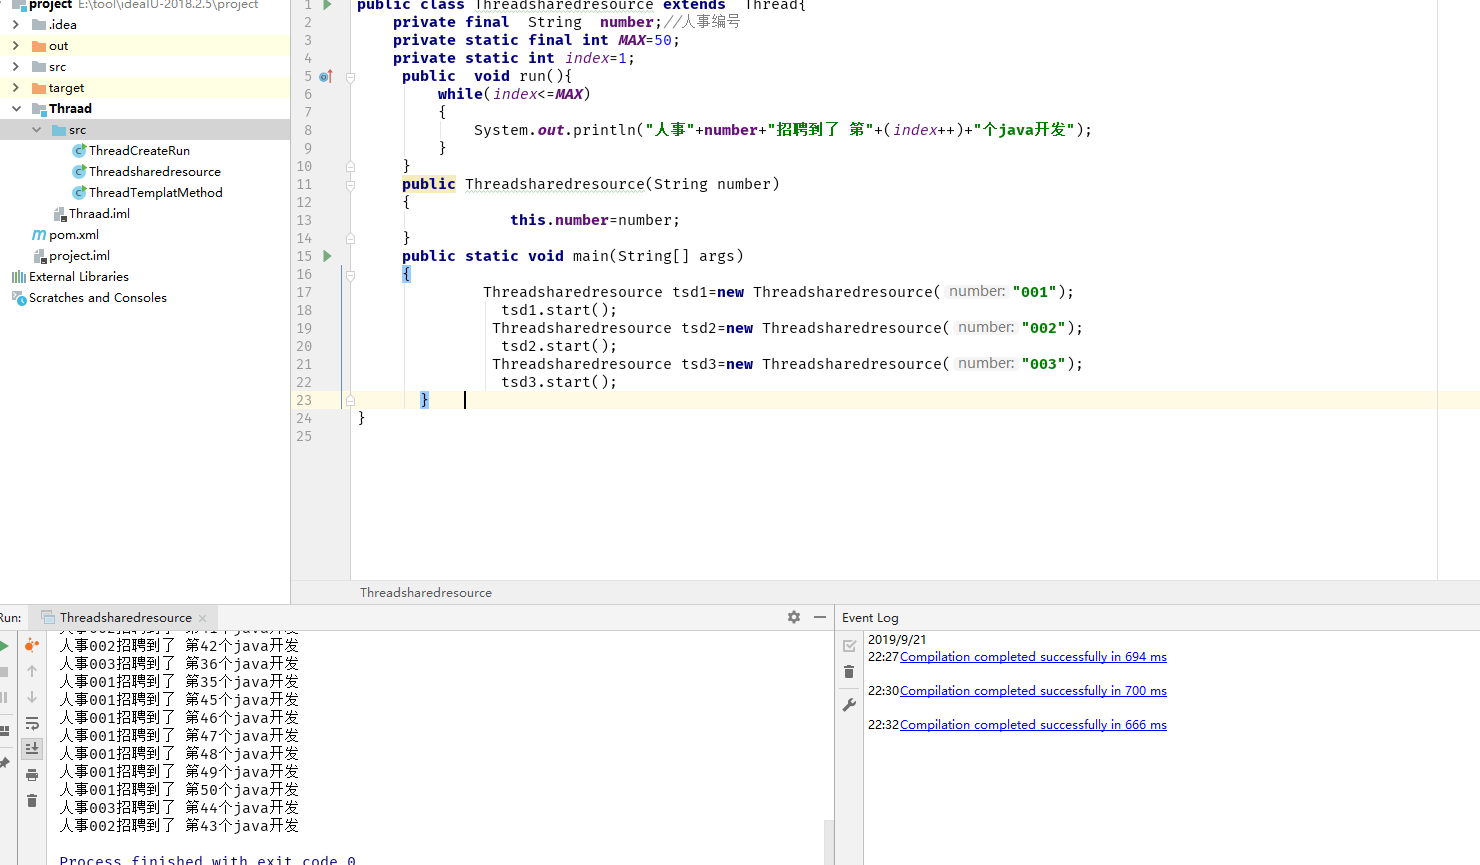 project E:\tool\ideaIU-2018.2.5\project
.idea
out
src
target
Thraad
src
ThreadCreateRun
Threadsharedresource
ThreadTemplatMethod
Thraad.iml
pom.xml
project.iml
External Libraries
Scratches and Consoles
1 public class Threadsharedresource extends Thread{
2 private final String number;//人事编号
3 private static final int MAX=50;
4 private static int index=1;
5 public void run(){
6 while(index<=MAX)
7 {
8 System.out.println("人事"+number+"招聘到了 第"+(index++)+"个java开发");
9 }
10 }
11 public Threadsharedresource(String number)
12 {
13 this.number=number;
14 }
15 public static void main(String[] args)
16 {
17 Threadsharedresource tsd1=new Threadsharedresource( number: "001");
18 tsd1.start();
19 Threadsharedresource tsd2=new Threadsharedresource( number: "002");
20 tsd2.start();
21 Threadsharedresource tsd3=new Threadsharedresource( number: "003");
22 tsd3.start();
23 }
24 }
25
Threadsharedresource
Run: Threadsharedresource
人事002招聘到了 第41个java开发
人事002招聘到了 第42个java开发
人事003招聘到了 第36个java开发
人事001招聘到了 第35个java开发
人事001招聘到了 第45个java开发
人事001招聘到了 第46个java开发
人事001招聘到了 第47个java开发
人事001招聘到了 第48个java开发
人事001招聘到了 第49个java开发
人事001招聘到了 第50个java开发
人事003招聘到了 第44个java开发
人事002招聘到了 第43个java开发
Process finished with exit code 0
Event Log
2019/9/21
22:27 Compilation completed successfully in 694 ms
22:30 Compilation completed successfully in 700 ms
22:32 Compilation completed successfully in 666 ms